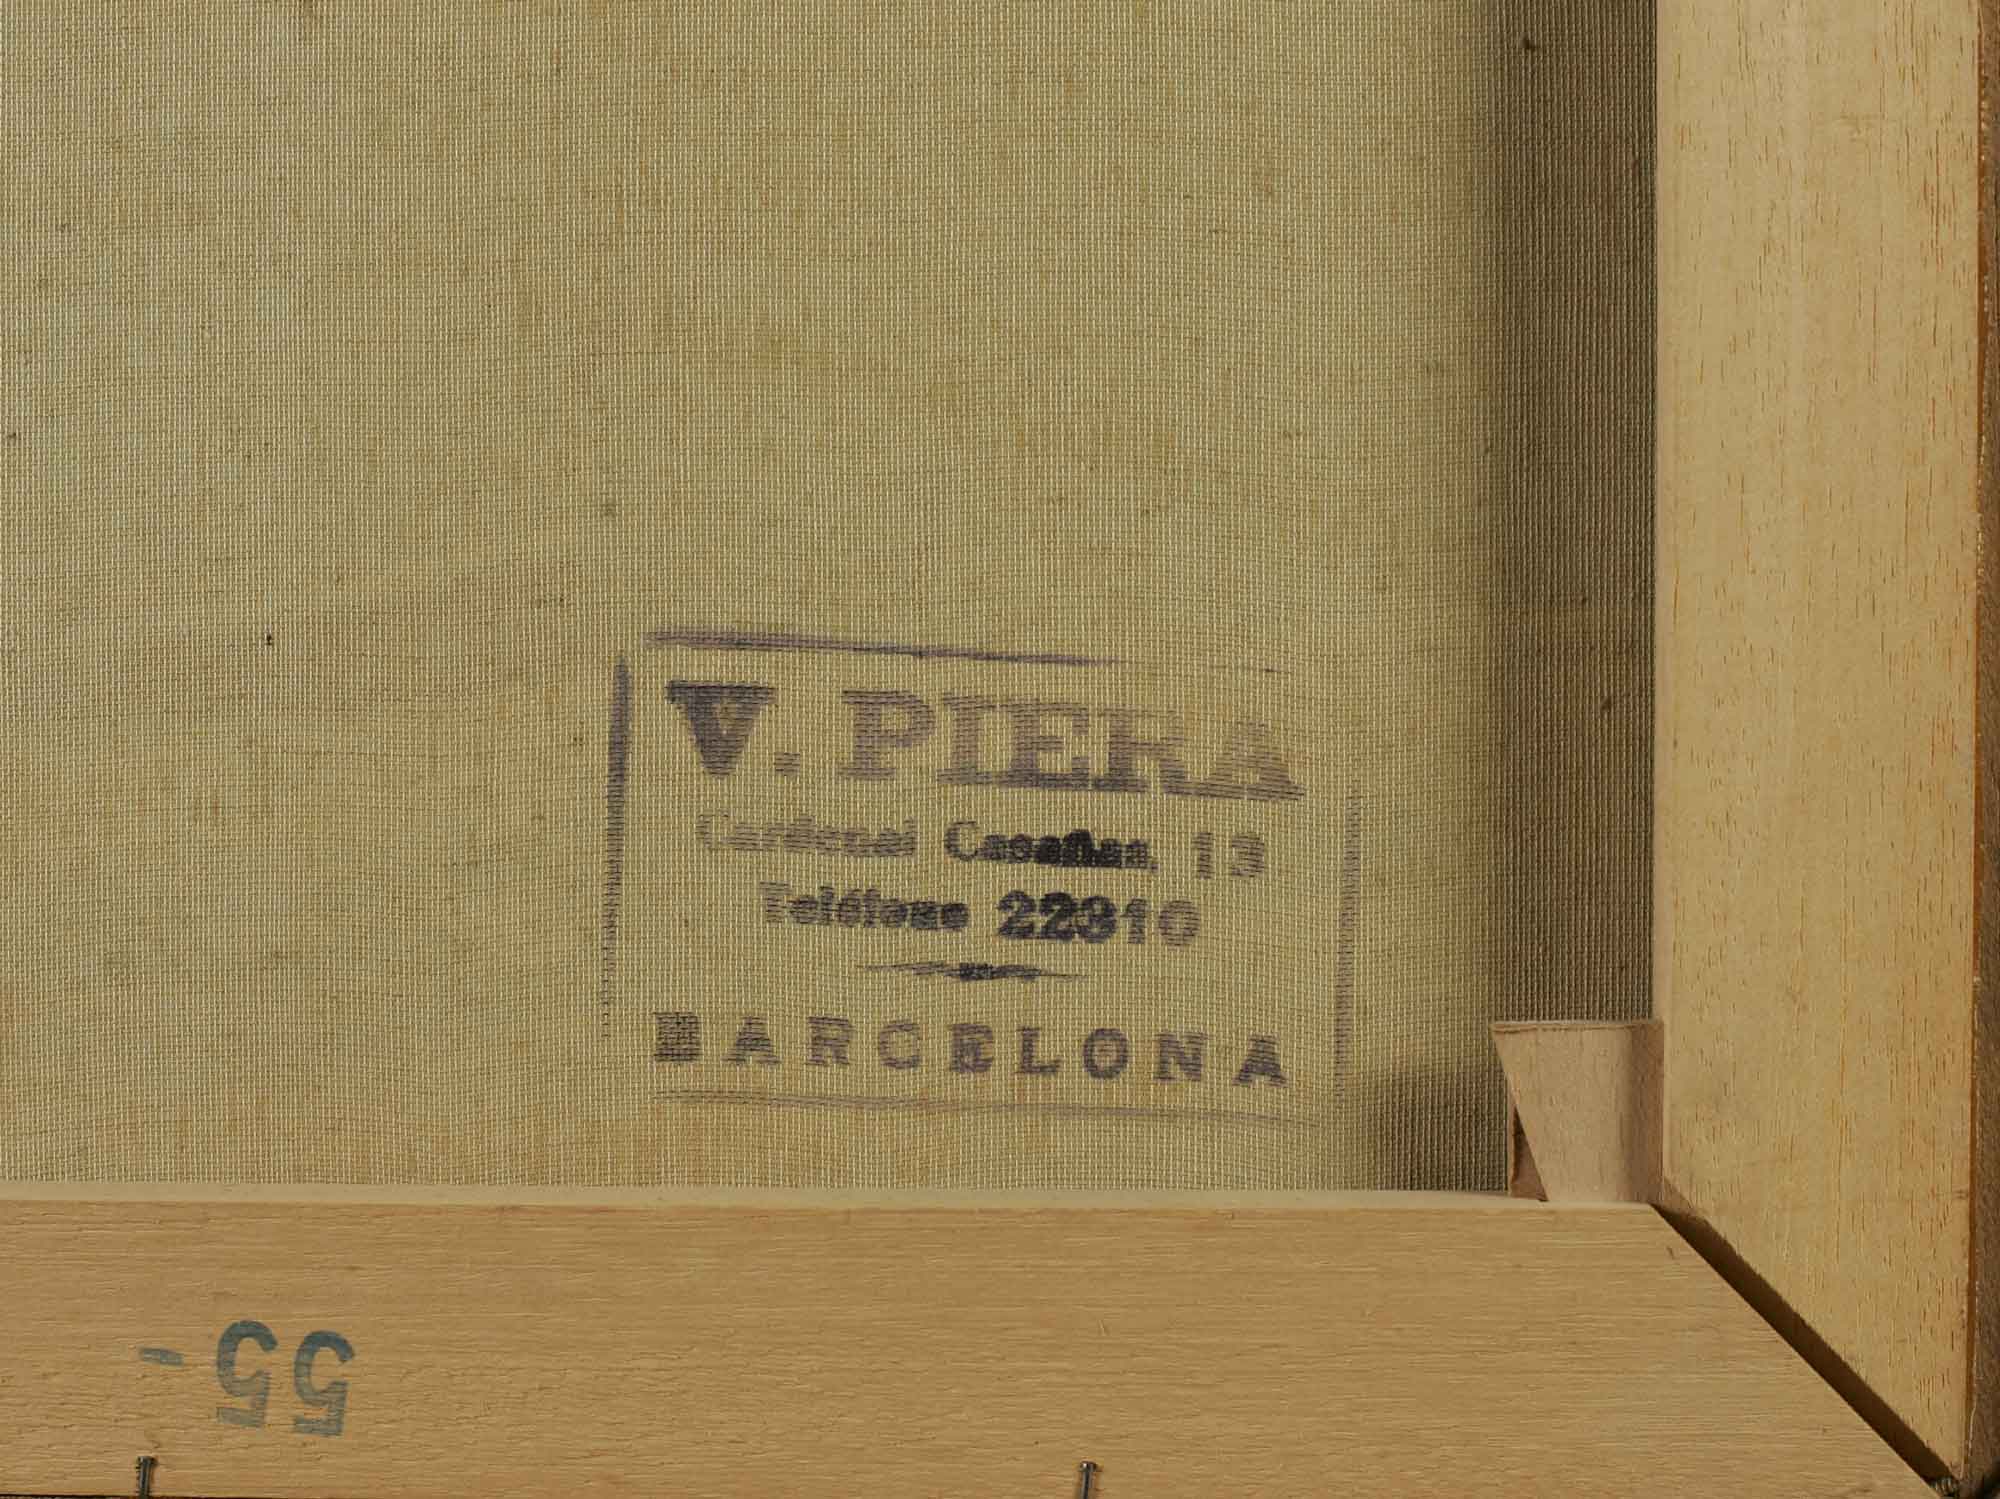 V. PIERA
Cardenal Casañas, 13
Teléfono 22310
BARCELONA
55-